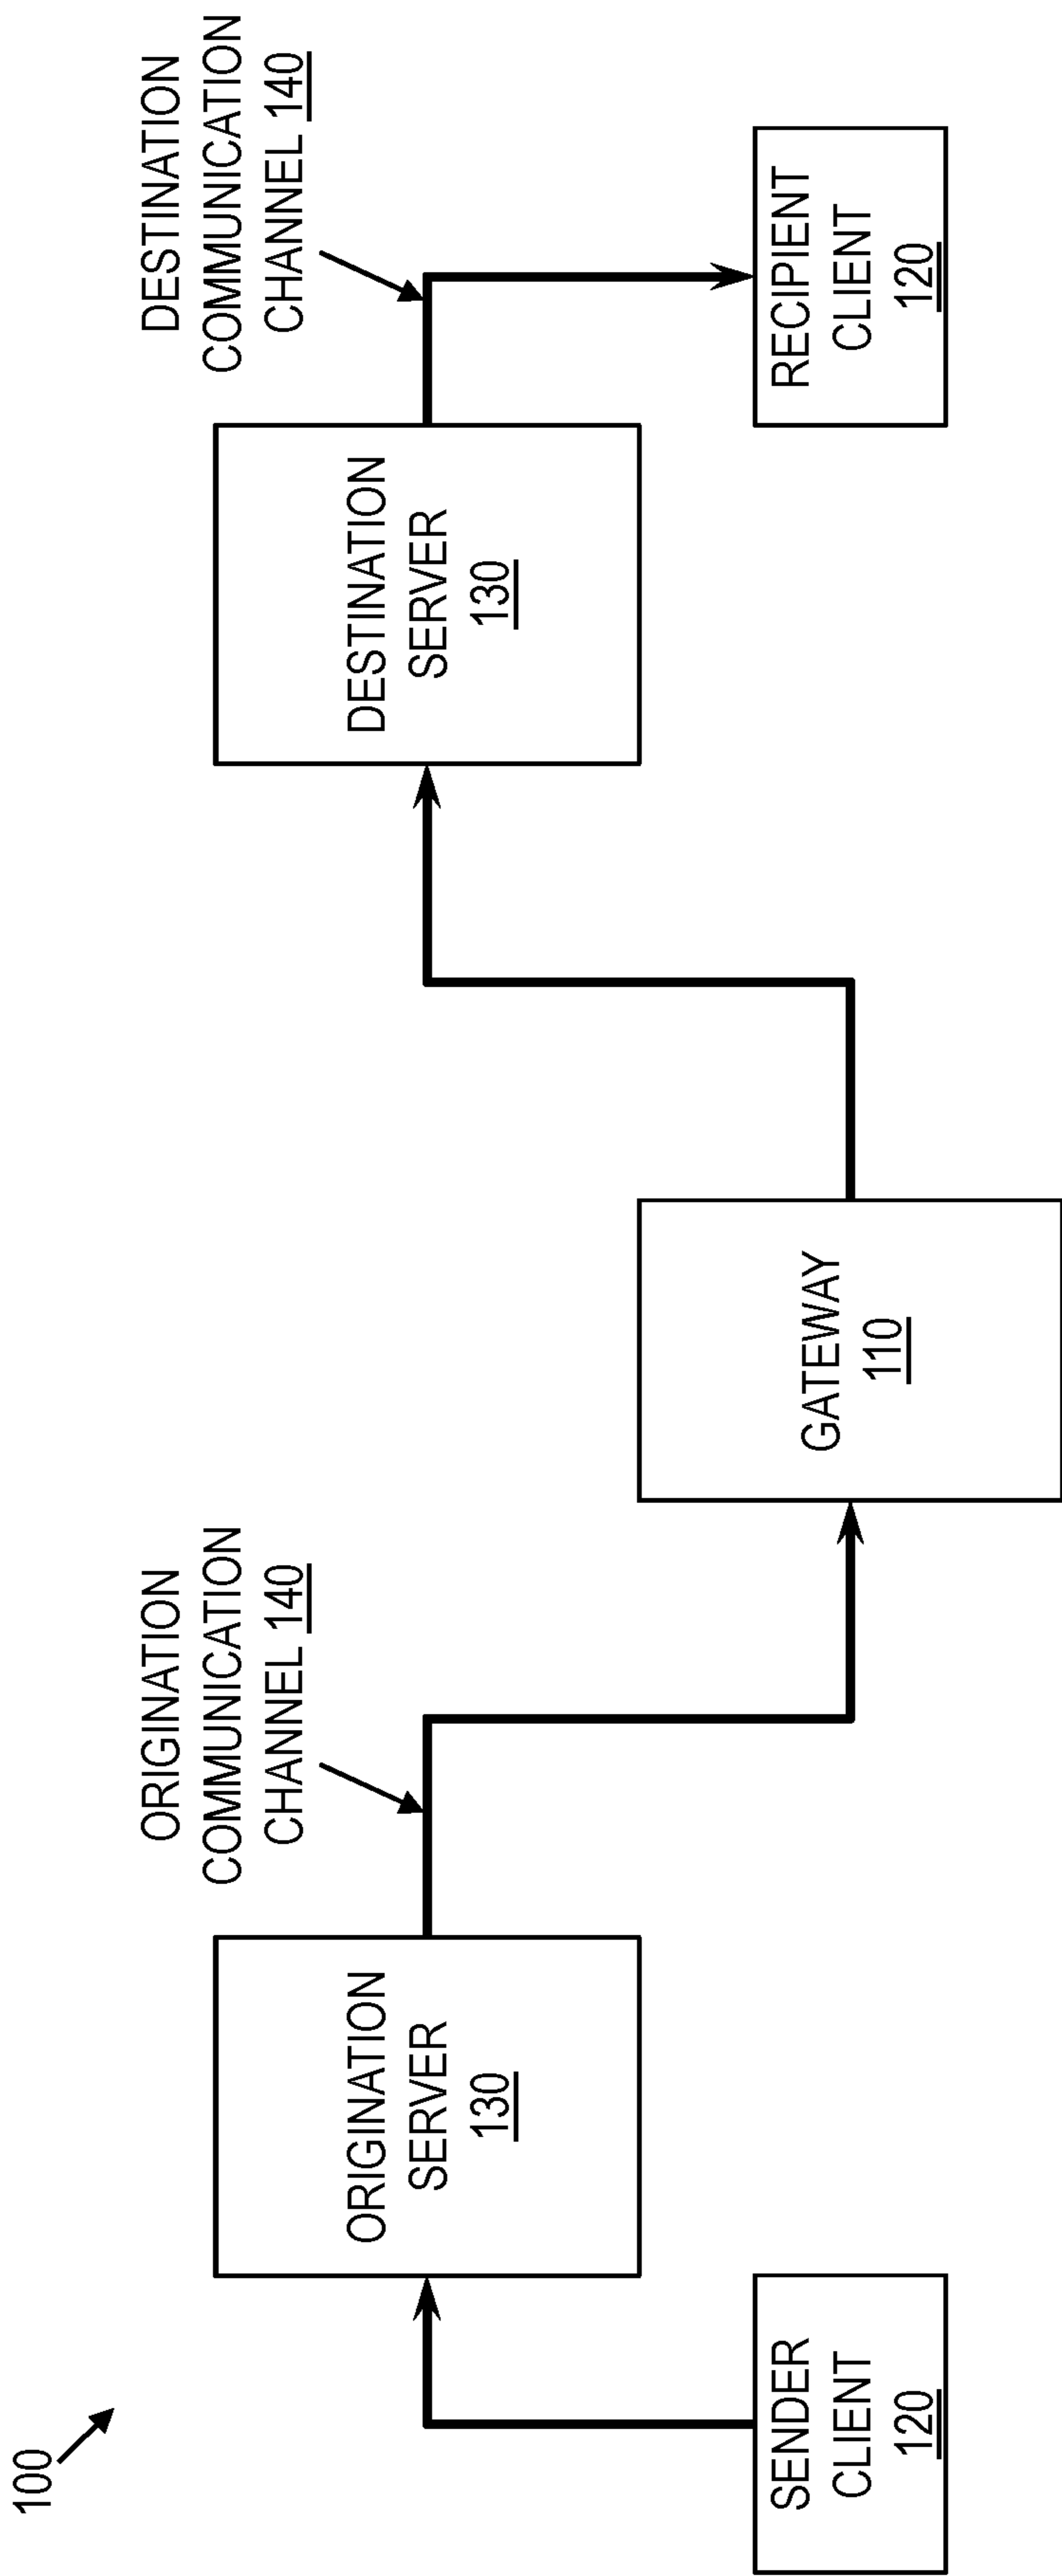 100
ORIGINATION
COMMUNICATION
CHANNEL 140
DESTINATION
COMMUNICATION
CHANNEL 140
ORIGINATION
SERVER
130
DESTINATION
SERVER
130
SENDER
CLIENT
120
GATEWAY
110
RECIPIENT
CLIENT
120